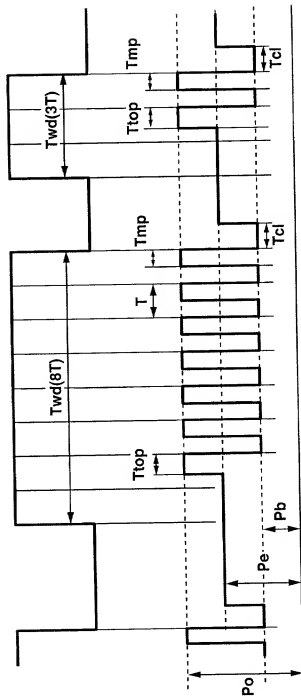 Twd(8T)
Twd(3T)
Ttop
T
Tmp
Ttop
Tmp
Tcl
Tcl
Po
Pe
Pb